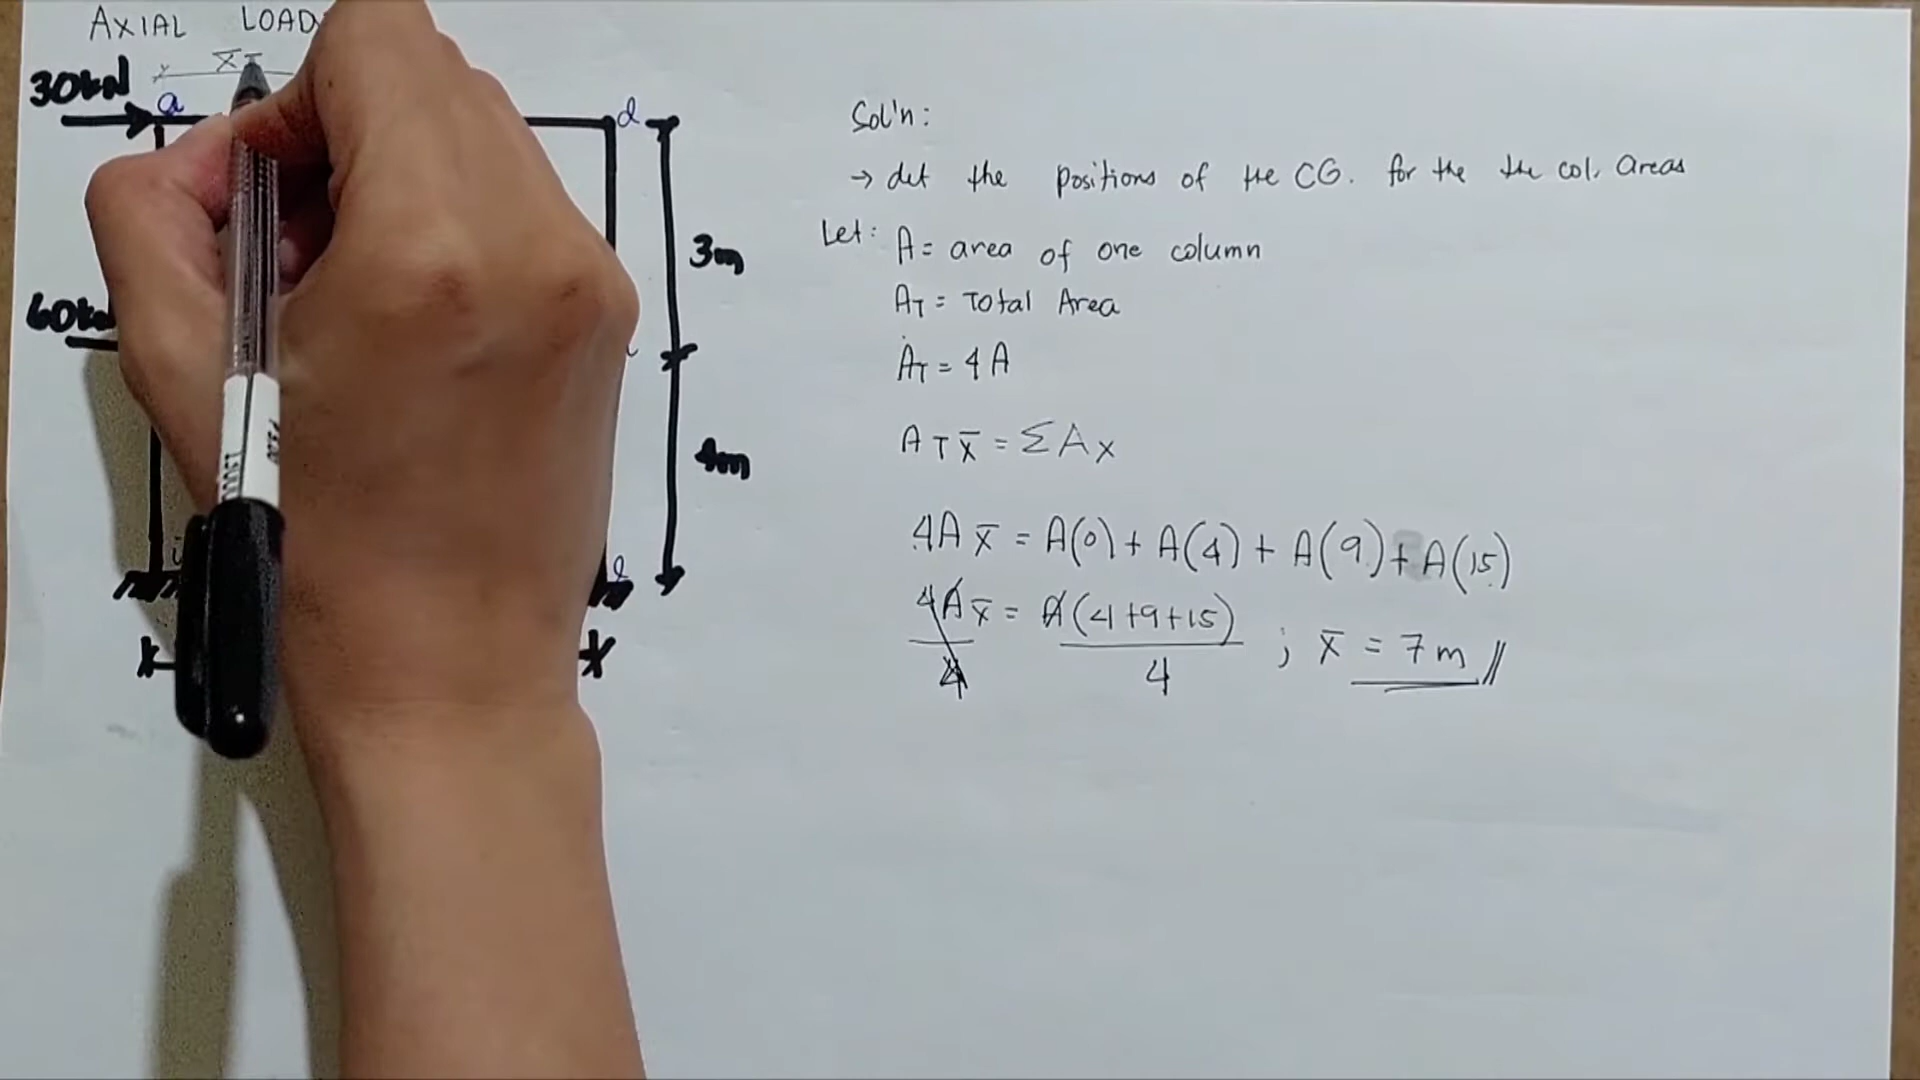 AXIAL LOAD
x̄ =
30kN
a
d
3m
60kN
4m
i
l
Sol'n:
→ det the positions of the CG. for the the col. areas
Let: A = area of one column
AT = Total Area
AT = 4A
AT x̄ = ΣAx
4A x̄ = A(0) + A(4) + A(9) + A(15)
4A x̄ = A(4+9+15) ; x̄ = 7m //
4 4